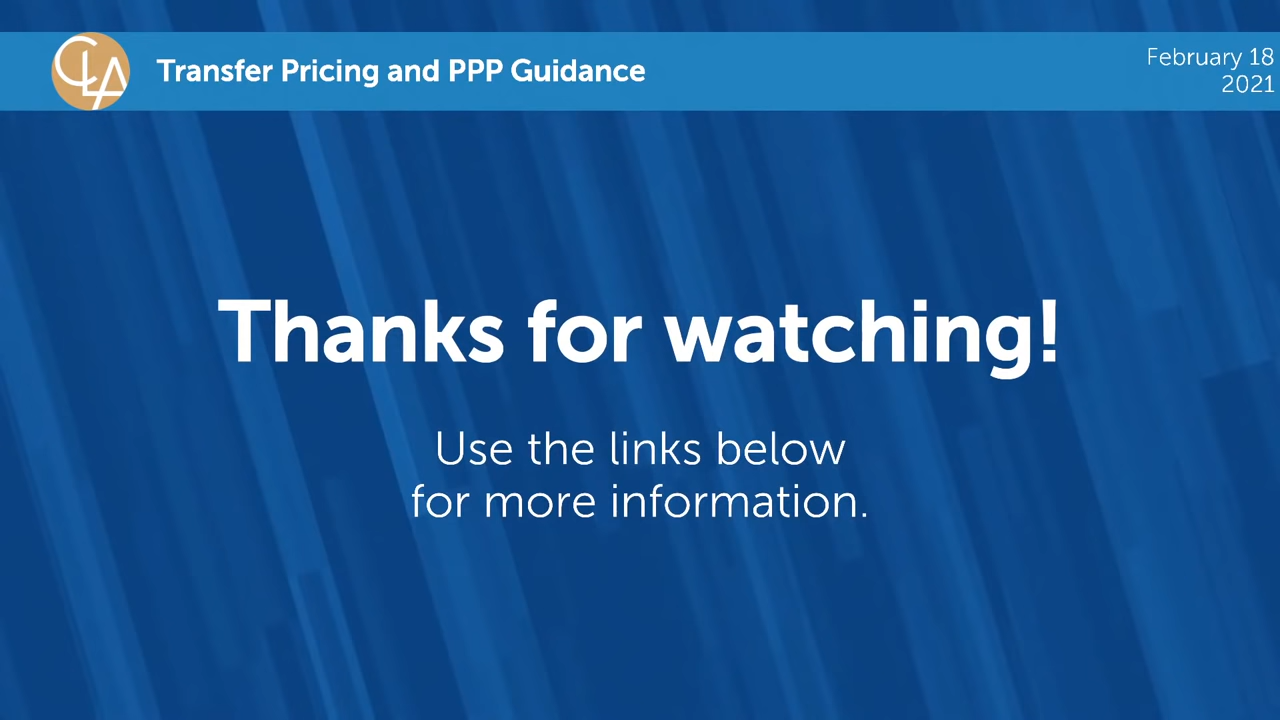 CLA
Transfer Pricing and PPP Guidance
February 18
2021
Thanks for watching!
Use the links below
for more information.